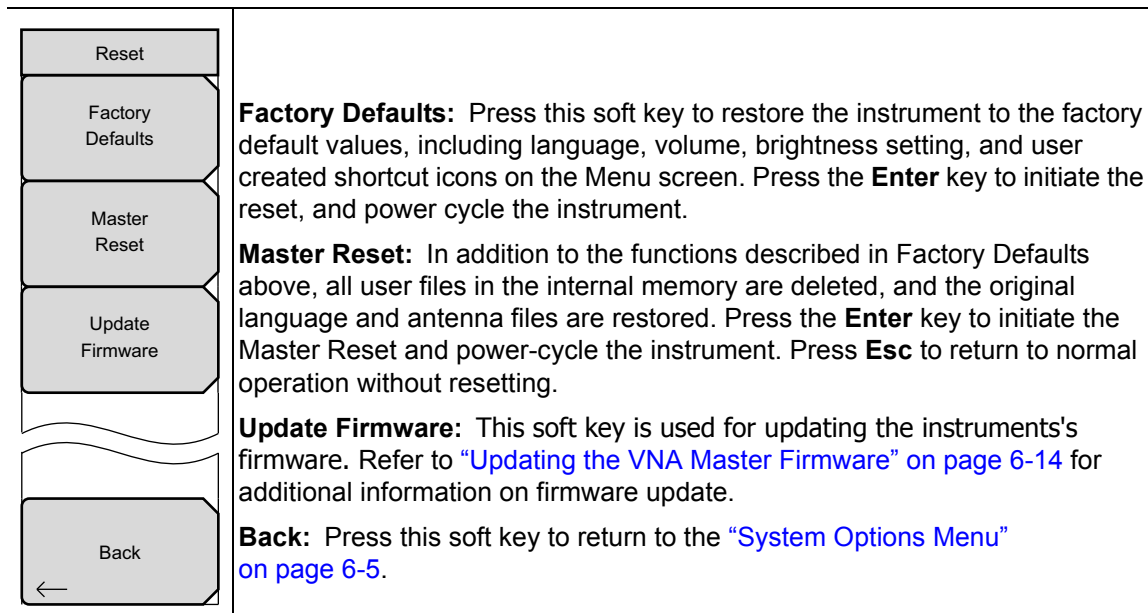 Reset
Factory
Defaults
Master
Reset
Update
Firmware
Back
Factory Defaults: Press this soft key to restore the instrument to the factory
default values, including language, volume, brightness setting, and user
created shortcut icons on the Menu screen. Press the Enter key to initiate the
reset, and power cycle the instrument.
Master Reset: In addition to the functions described in Factory Defaults
above, all user files in the internal memory are deleted, and the original
language and antenna files are restored. Press the Enter key to initiate the
Master Reset and power-cycle the instrument. Press Esc to return to normal
operation without resetting.
Update Firmware: This soft key is used for updating the instruments's
firmware. Refer to “Updating the VNA Master Firmware” on page 6-14 for
additional information on firmware update.
Back: Press this soft key to return to the “System Options Menu”
on page 6-5.